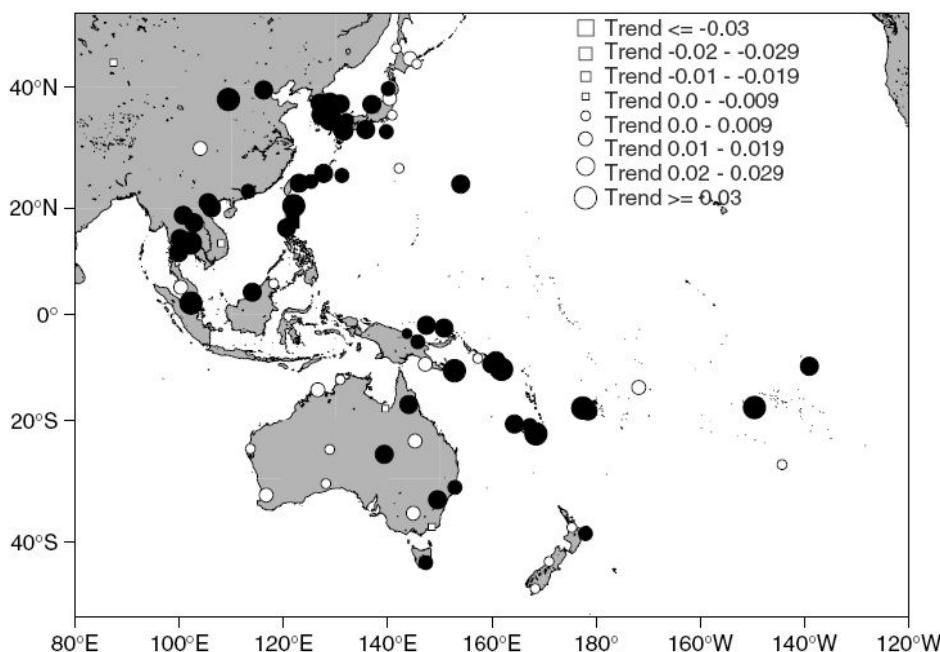 Trend <= -0.03
Trend -0.02 - -0.029
Trend -0.01 - -0.019
Trend 0.0 - -0.009
Trend 0.0 - 0.009
Trend 0.01 - 0.019
Trend 0.02 - 0.029
Trend >= 0.03
40°N
20°N
0°
20°S
40°S
80°E 100°E 120°E 140°E 160°E 180° 160°W 140°W 120°W